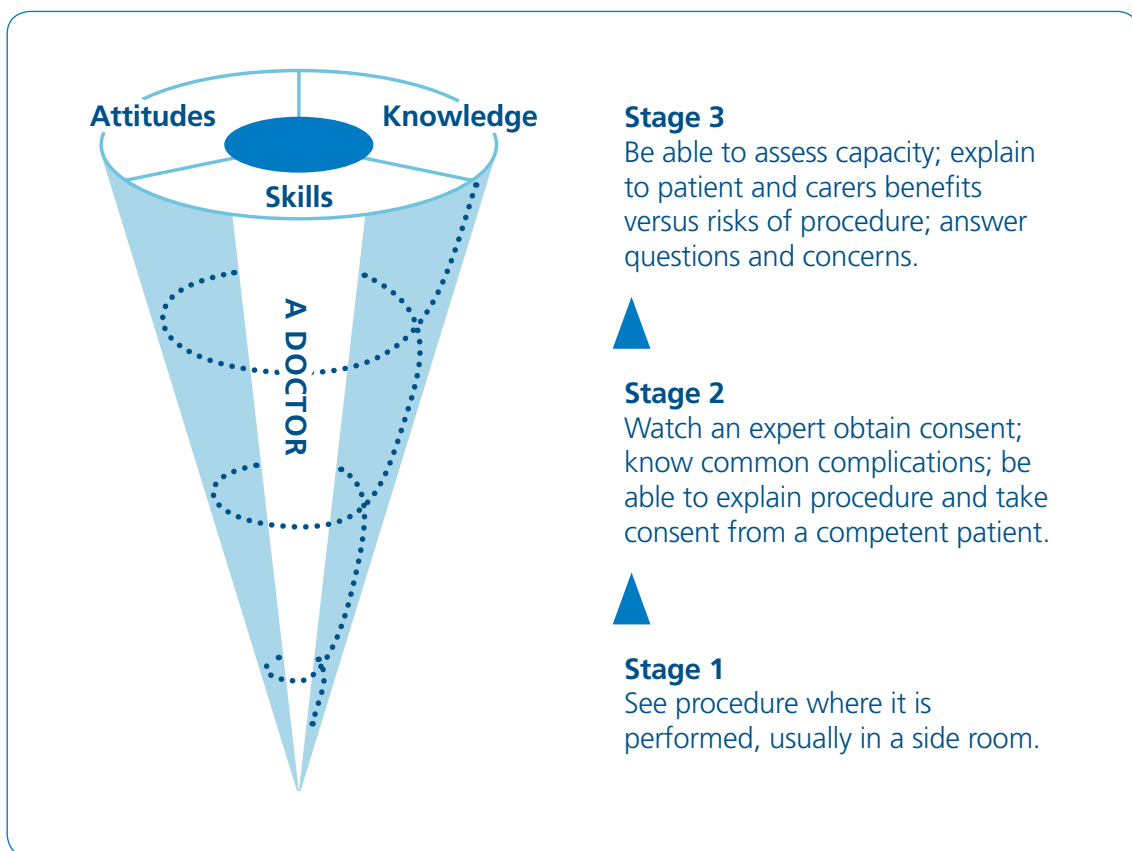 Attitudes
Knowledge
Skills
A DOCTOR
Stage 3
Be able to assess capacity; explain
to patient and carers benefits
versus risks of procedure; answer
questions and concerns.
Stage 2
Watch an expert obtain consent;
know common complications; be
able to explain procedure and take
consent from a competent patient.
Stage 1
See procedure where it is
performed, usually in a side room.